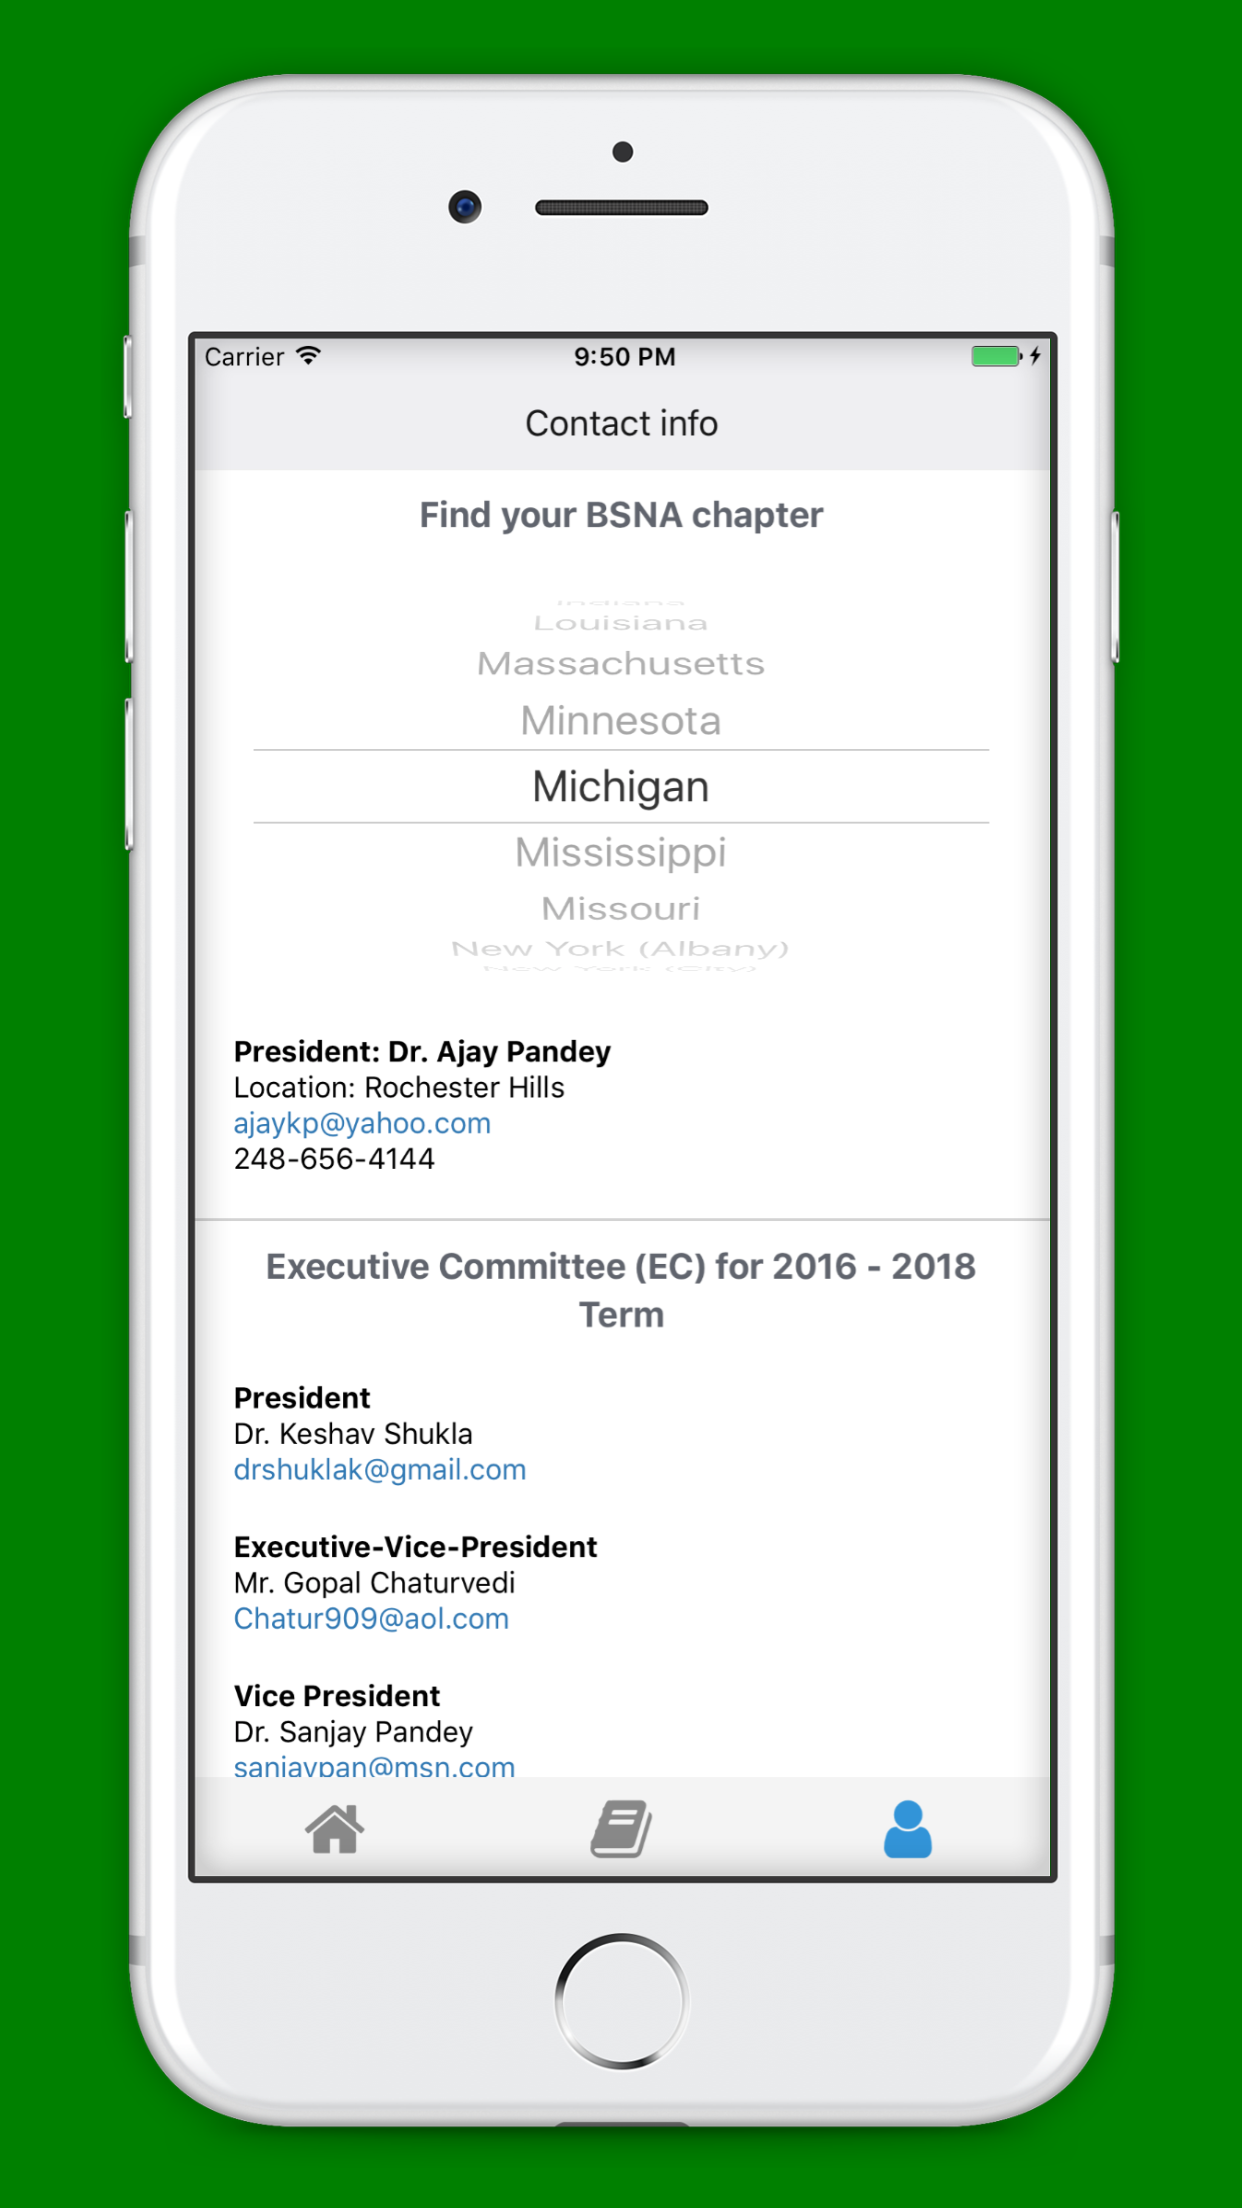 Carrier 9:50 PM
Contact info
Find your BSNA chapter
Indiana
Louisiana
Massachusetts
Minnesota
Michigan
Mississippi
Missouri
New York (Albany)
New York (City)
President: Dr. Ajay Pandey
Location: Rochester Hills
ajaykp@yahoo.com
248-656-4144
Executive Committee (EC) for 2016 - 2018
Term
President
Dr. Keshav Shukla
drshuklak@gmail.com
Executive-Vice-President
Mr. Gopal Chaturvedi
Chatur909@aol.com
Vice President
Dr. Sanjay Pandey
sanjaypan@msn.com